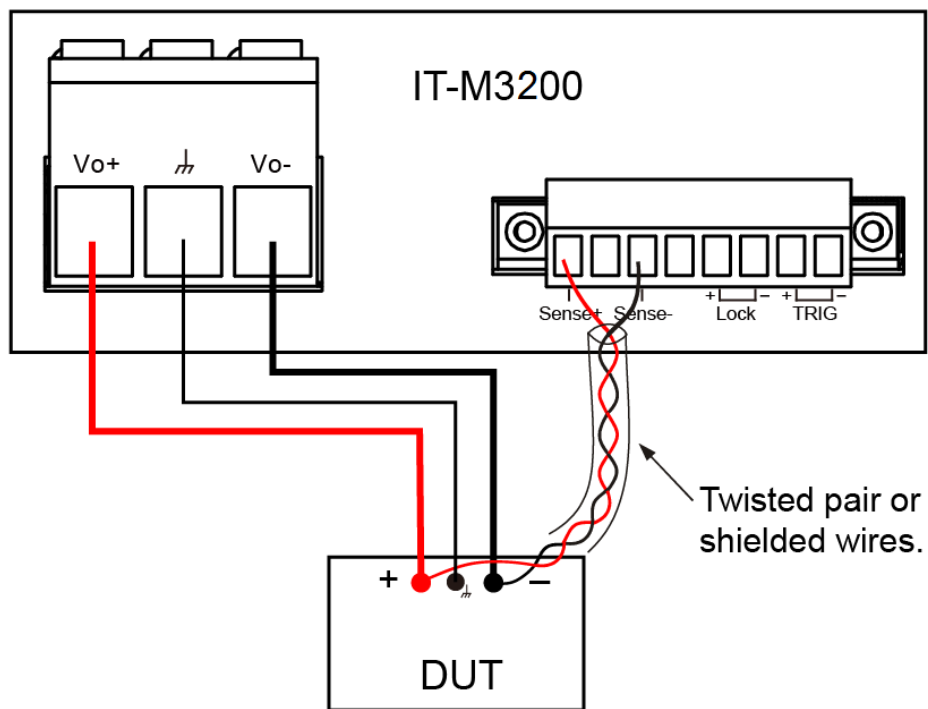 IT-M3200
Vo+
Vo-
+ - + -
Sense+ Sense- Lock TRIG
Twisted pair or
shielded wires.
+ −
DUT